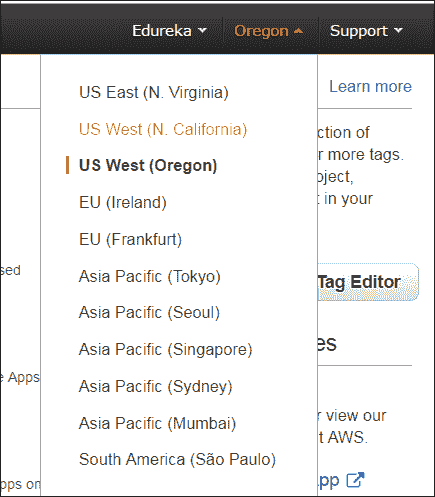 Edureka Oregon Support
US East (N. Virginia)
Learn more
US West (N. California)
ction of
US West (Oregon)
r more tags.
oject,
EU (Ireland)
t in your
EU (Frankfurt)
sed
Asia Pacific (Tokyo)
Tag Editor
Asia Pacific (Seoul)
Asia Pacific (Singapore)
es
e Apps
Asia Pacific (Sydney)
Asia Pacific (Mumbai)
r view our
t AWS.
South America (São Paulo)
pps on
App